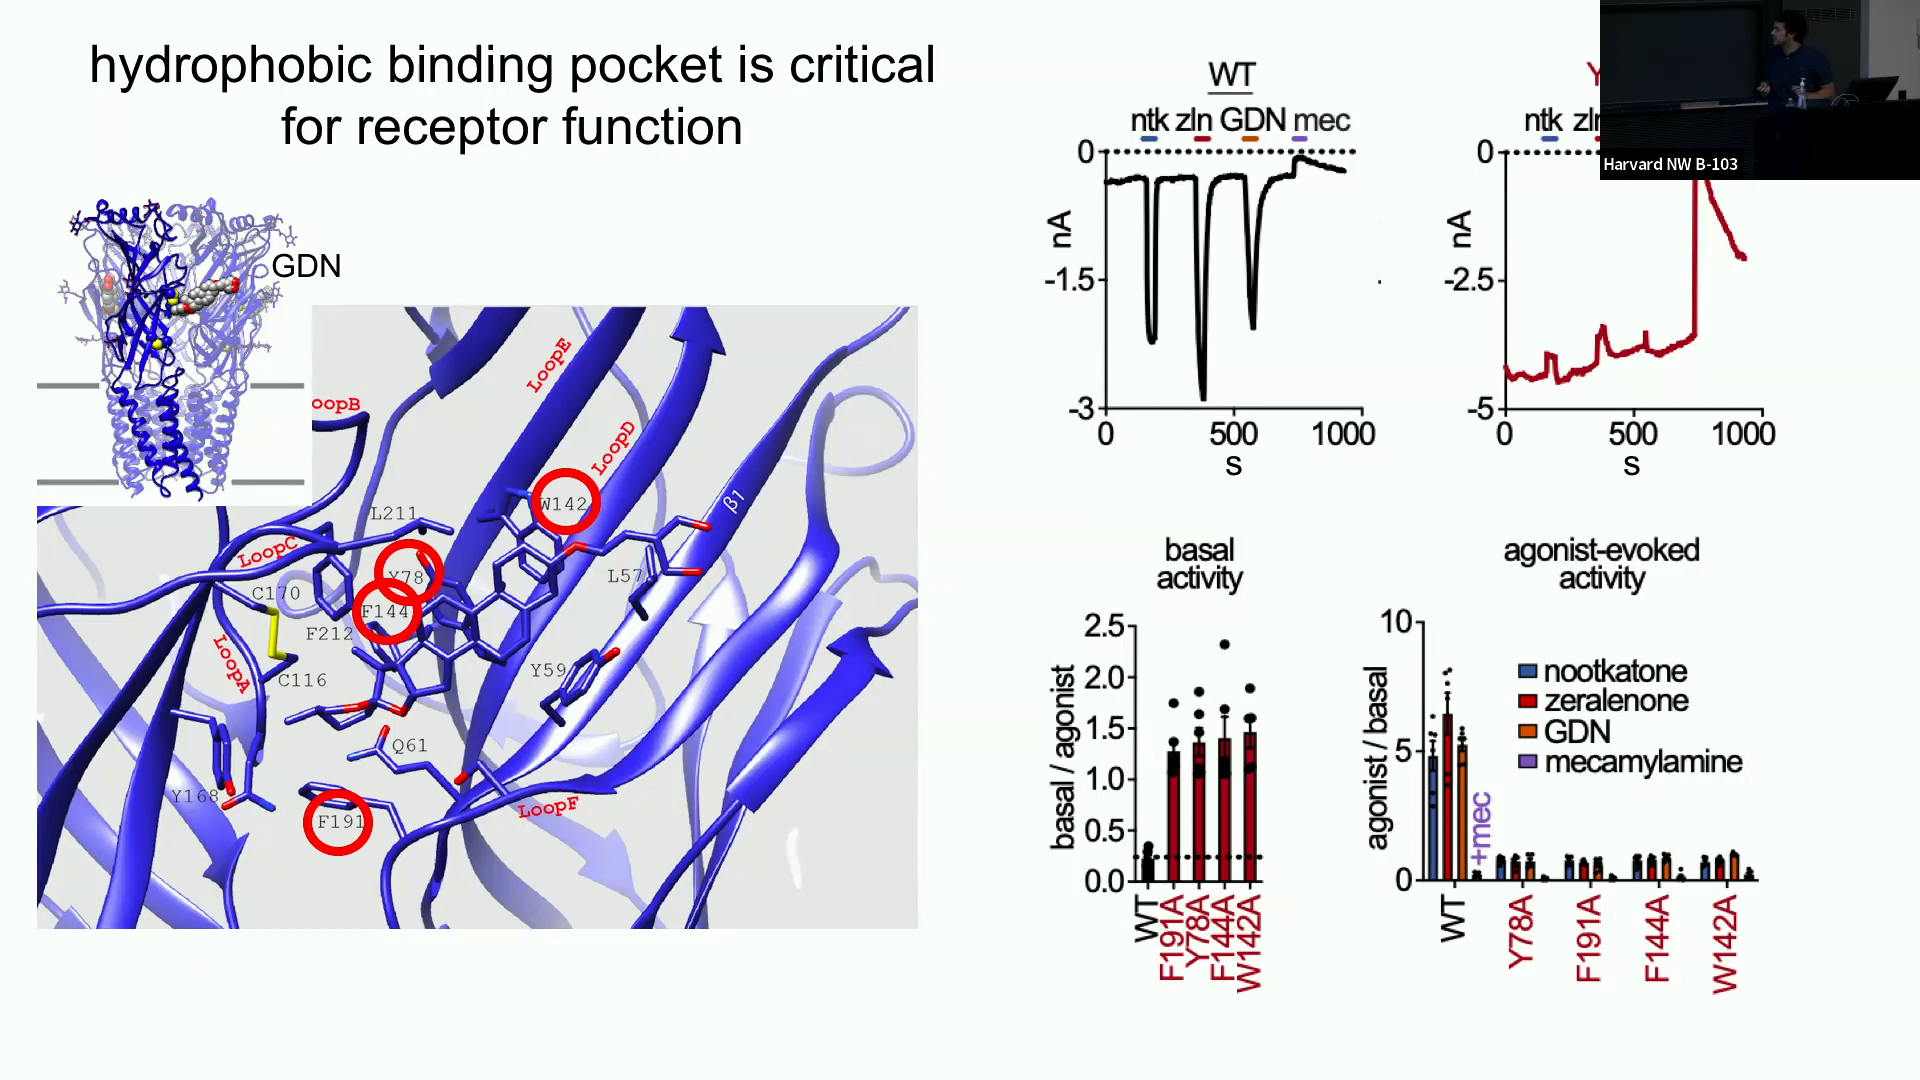 hydrophobic binding pocket is critical
for receptor function
GDN
oopB
LoopE
LoopD
W142
β1
L211
LoopC
Y78
C170
F144
L57
F212
LoopA
Y59
C116
Q61
Y168
LoopF
F191
WT
ntk zln GDN mec
0
nA
-1.5
-3
0 500 1000
s
Y
ntk zln
0
nA
-2.5
-5
0 500 1000
s
Harvard NW B-103
basal
activity
basal / agonist
2.5
2.0
1.5
1.0
0.5
0.0
WT
F191A
Y78A
F144A
W142A
agonist-evoked
activity
agonist / basal
10
5
0
nootkatone
zeralenone
GDN
mecamylamine
+mec
WT
Y78A
F191A
F144A
W142A